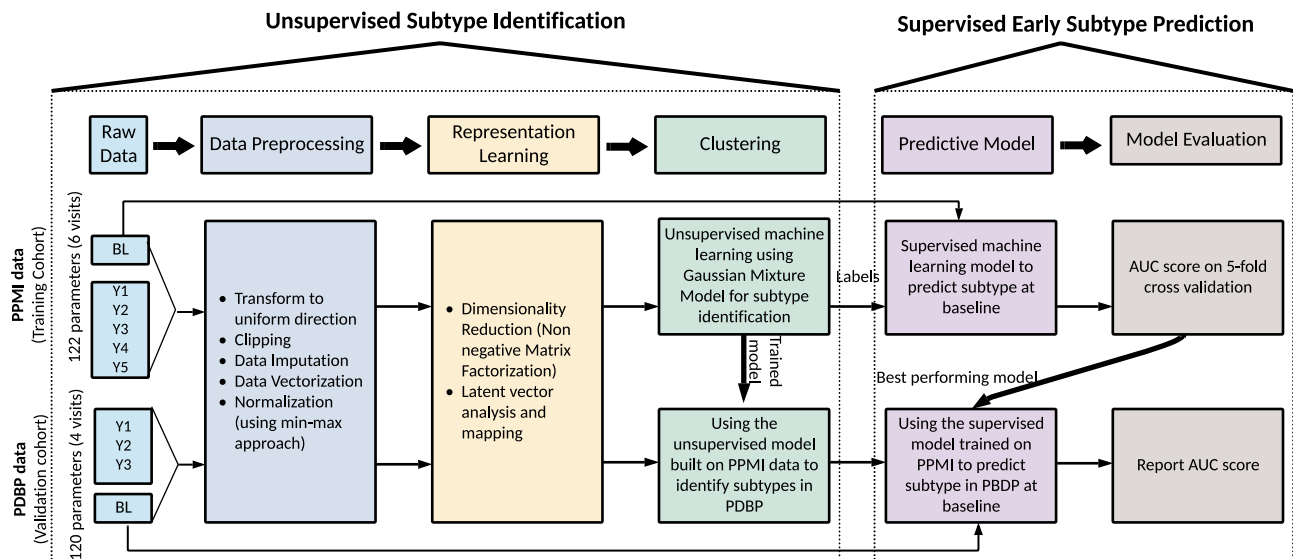 Unsupervised Subtype Identification
Supervised Early Subtype Prediction
Raw
Data
Data Preprocessing
Representation
Learning
Clustering
Predictive Model
Model Evaluation
PPMI data
(Training Cohort)
122 parameters (6 visits)
BL
Y1
Y2
Y3
Y4
Y5
PDBP data
(Validation cohort)
120 parameters (4 visits)
Y1
Y2
Y3
BL
• Transform to
uniform direction
• Clipping
• Data Imputation
• Data Vectorization
• Normalization
(using min-max
approach)
• Dimensionality
Reduction (Non
negative Matrix
Factorization)
• Latent vector
analysis and
mapping
Unsupervised machine
learning using
Gaussian Mixture
Model for subtype
identification
Trained
model
Using the
unsupervised model
built on PPMI data to
identify subtypes in
PDBP
Labels
Supervised machine
learning model to
predict subtype at
baseline
AUC score on 5-fold
cross validation
Best performing model
Using the supervised
model trained on
PPMI to predict
subtype in PBDP at
baseline
Report AUC score